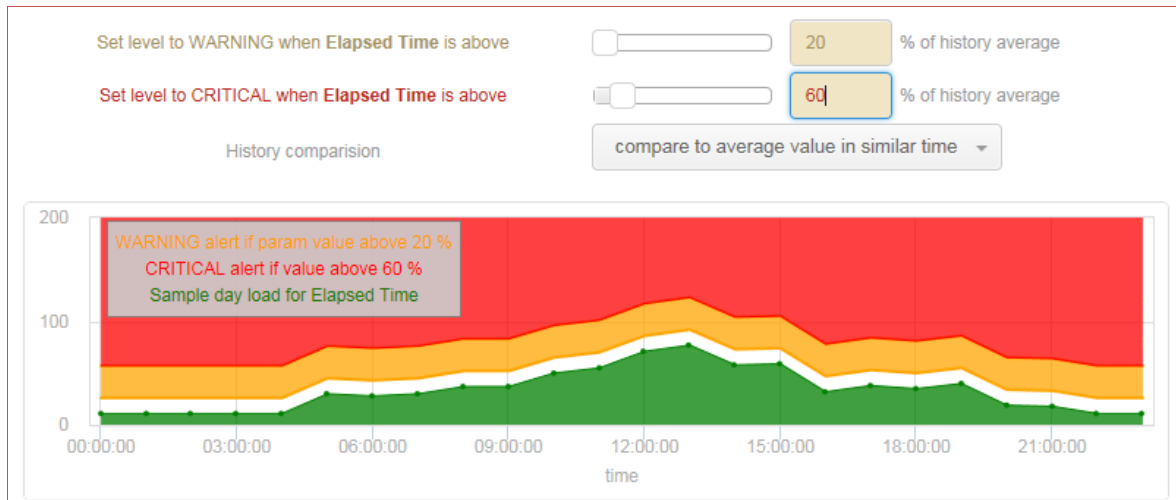 Set level to WARNING when Elapsed Time is above 20 % of history average
Set level to CRITICAL when Elapsed Time is above 60 % of history average
History comparision compare to average value in similar time
200
WARNING alert if param value above 20 %
CRITICAL alert if value above 60 %
Sample day load for Elapsed Time
100
0
00:00:00 03:00:00 06:00:00 09:00:00 12:00:00 15:00:00 18:00:00 21:00:00
time